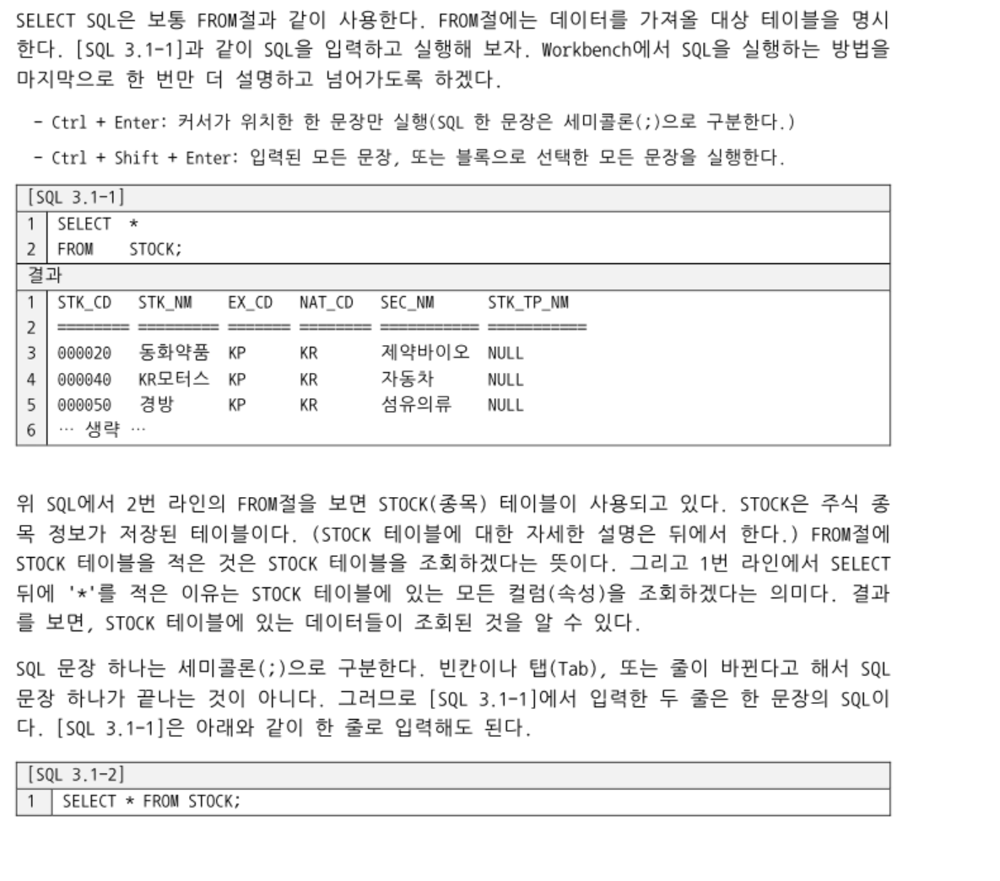 SELECT SQL은 보통 FROM절과 같이 사용한다. FROM절에는 데이터를 가져올 대상 테이블을 명시
한다. [SQL 3.1-1]과 같이 SQL을 입력하고 실행해 보자. Workbench에서 SQL을 실행하는 방법을
마지막으로 한 번만 더 설명하고 넘어가도록 하겠다.
- Ctrl + Enter: 커서가 위치한 한 문장만 실행(SQL 한 문장은 세미콜론(;)으로 구분한다.)
- Ctrl + Shift + Enter: 입력된 모든 문장, 또는 블록으로 선택한 모든 문장을 실행한다.
[SQL 3.1-1]
1 SELECT *
2 FROM STOCK;
결과
1 STK_CD STK_NM EX_CD NAT_CD SEC_NM STK_TP_NM
2 ======== ========= ======= ======== =========== ===========
3 000020 동화약품 KP KR 제약바이오 NULL
4 000040 KR모터스 KP KR 자동차 NULL
5 000050 경방 KP KR 섬유의류 NULL
6 … 생략 …
위 SQL에서 2번 라인의 FROM절을 보면 STOCK(종목) 테이블이 사용되고 있다. STOCK은 주식 종
목 정보가 저장된 테이블이다. (STOCK 테이블에 대한 자세한 설명은 뒤에서 한다.) FROM절에
STOCK 테이블을 적은 것은 STOCK 테이블을 조회하겠다는 뜻이다. 그리고 1번 라인에서 SELECT
뒤에 '*'를 적은 이유는 STOCK 테이블에 있는 모든 컬럼(속성)을 조회하겠다는 의미다. 결과
를 보면, STOCK 테이블에 있는 데이터들이 조회된 것을 알 수 있다.
SQL 문장 하나는 세미콜론(;)으로 구분한다. 빈칸이나 탭(Tab), 또는 줄이 바뀐다고 해서 SQL
문장 하나가 끝나는 것이 아니다. 그러므로 [SQL 3.1-1]에서 입력한 두 줄은 한 문장의 SQL이
다. [SQL 3.1-1]은 아래와 같이 한 줄로 입력해도 된다.
[SQL 3.1-2]
1 SELECT * FROM STOCK;